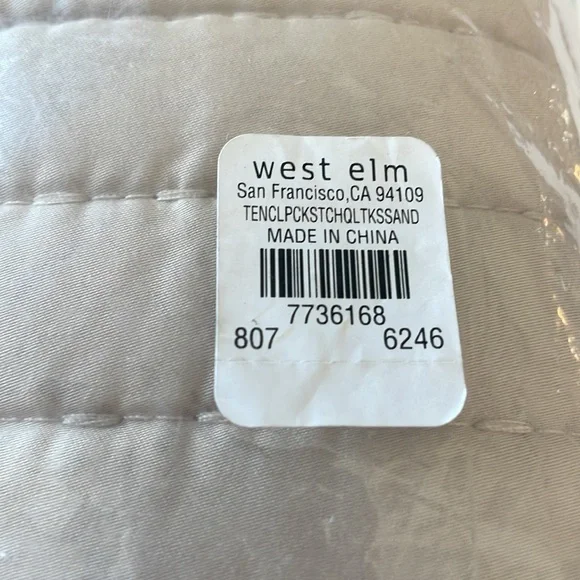 west elm
San Francisco,CA 94109
TENCLPCKSTCHQLTKSSAND
MADE IN CHINA
7736168
807 6246